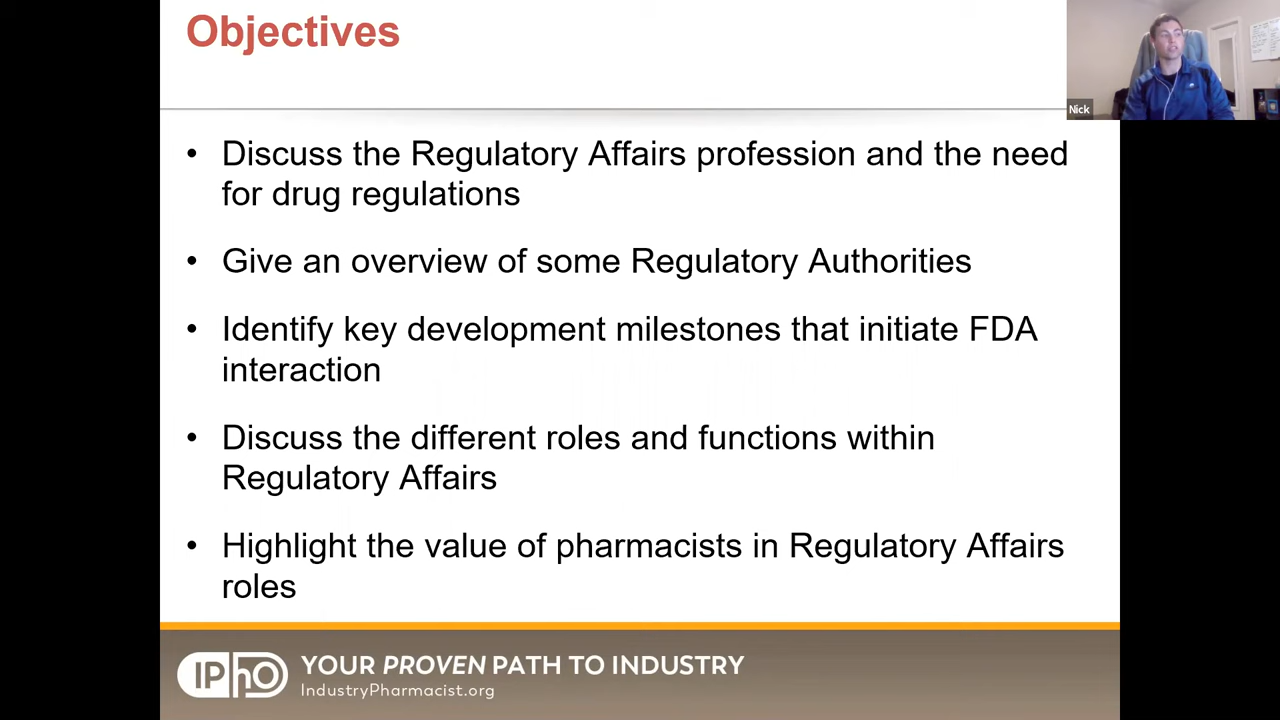 Objectives
Nick
• Discuss the Regulatory Affairs profession and the need
for drug regulations
• Give an overview of some Regulatory Authorities
• Identify key development milestones that initiate FDA
interaction
• Discuss the different roles and functions within
Regulatory Affairs
• Highlight the value of pharmacists in Regulatory Affairs
roles
IPhO
YOUR PROVEN PATH TO INDUSTRY
IndustryPharmacist.org